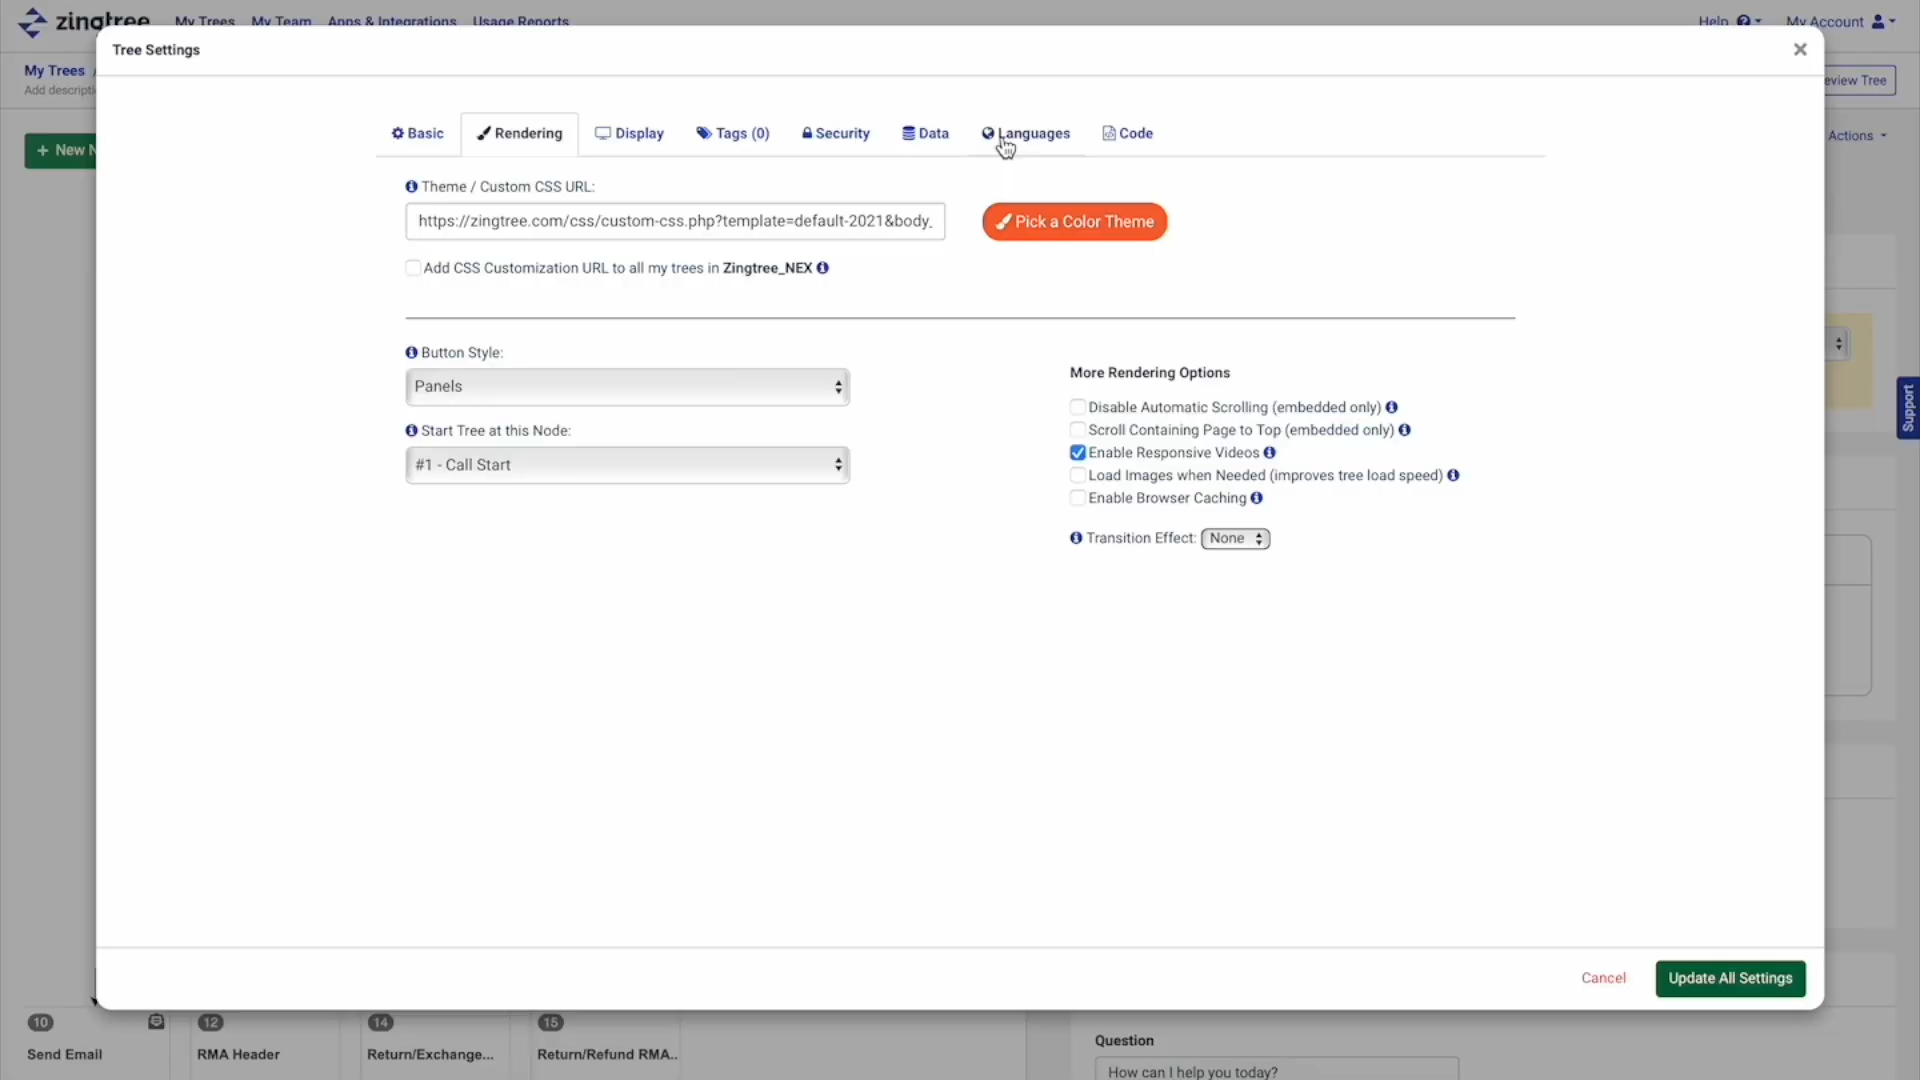 zingtree My Trees My Team Apps & Integrations Usage Reports Help My Account
Tree Settings
My Trees /
Add descripti
eview Tree
+ New N
Actions
Basic Rendering Display Tags (0) Security Data Languages Code
Theme / Custom CSS URL:
https://zingtree.com/css/custom-css.php?template=default-2021&body_
Pick a Color Theme
Add CSS Customization URL to all my trees in Zingtree_NEX
Button Style:
Panels
Start Tree at this Node:
#1 - Call Start
More Rendering Options
Disable Automatic Scrolling (embedded only)
Scroll Containing Page to Top (embedded only)
Enable Responsive Videos
Load Images when Needed (improves tree load speed)
Enable Browser Caching
Transition Effect: None
Support
Cancel
Update All Settings
10 12 14 15
Send Email RMA Header Return/Exchange... Return/Refund RMA..
Question
How can I help you today?